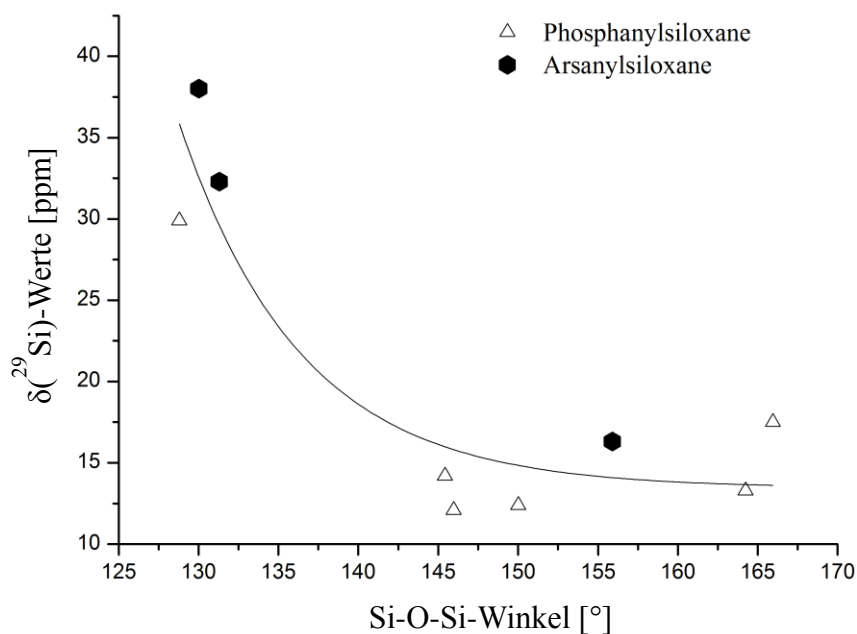 Phosphanylsiloxane
Arsanylsiloxane
40
35
30
25
20
15
10
δ(²⁹Si)-Werte [ppm]
125 130 135 140 145 150 155 160 165 170
Si-O-Si-Winkel [°]